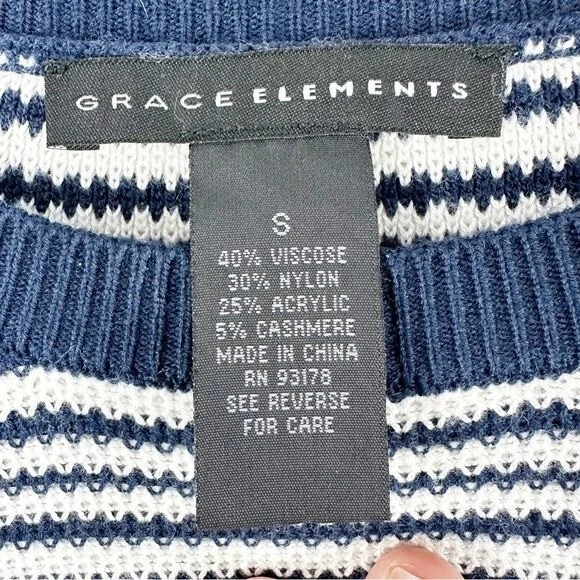 GRACE ELEMENTS
S
40% VISCOSE
30% NYLON
25% ACRYLIC
5% CASHMERE
MADE IN CHINA
RN 93178
SEE REVERSE
FOR CARE